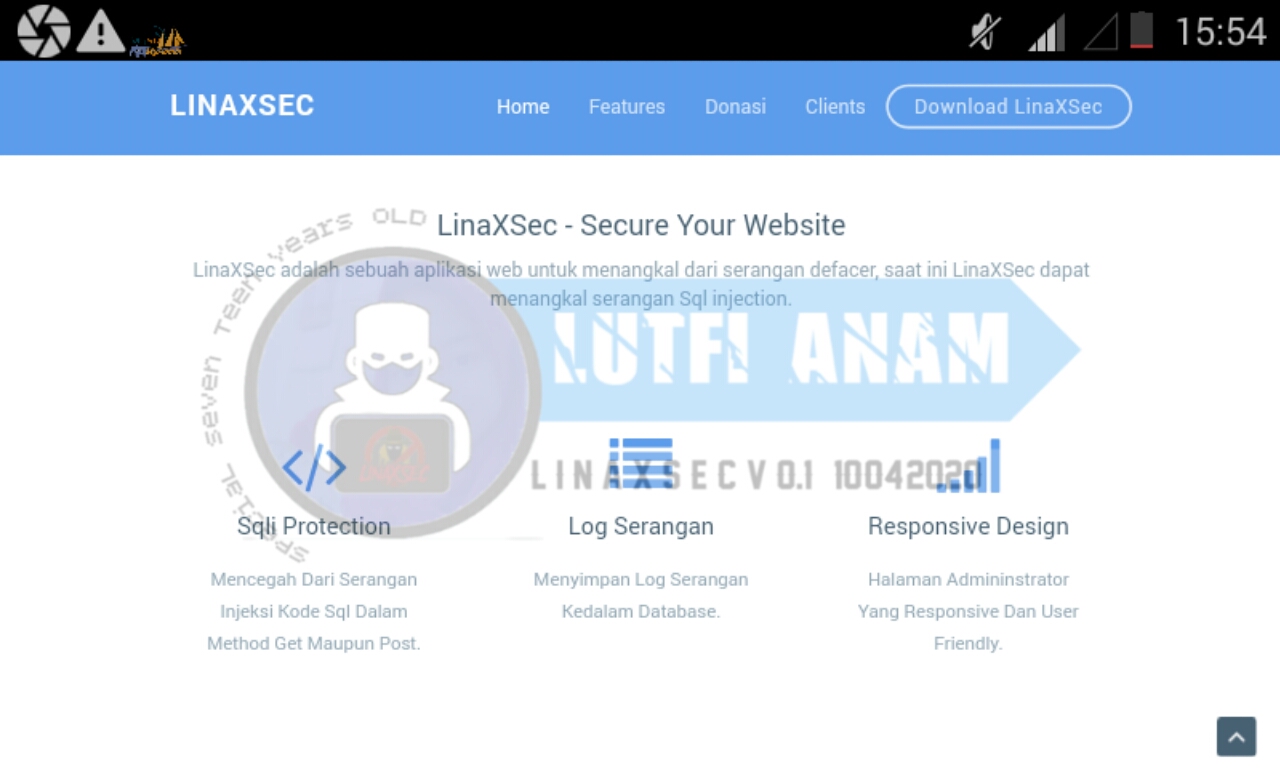 15:54
LINAXSEC
Home Features Donasi Clients Download LinaXSec
special seven Teen years OLD
LinaXSec - Secure Your Website
LinaXSec adalah sebuah aplikasi web untuk menangkal dari serangan defacer, saat ini LinaXSec dapat
menangkal serangan Sql injection.
LUTFI ANAM
LINAXSEC V 0.1 10042020
Sqli Protection
Mencegah Dari Serangan
Injeksi Kode Sql Dalam
Method Get Maupun Post.
Log Serangan
Menyimpan Log Serangan
Kedalam Database.
Responsive Design
Halaman Admininstrator
Yang Responsive Dan User
Friendly.